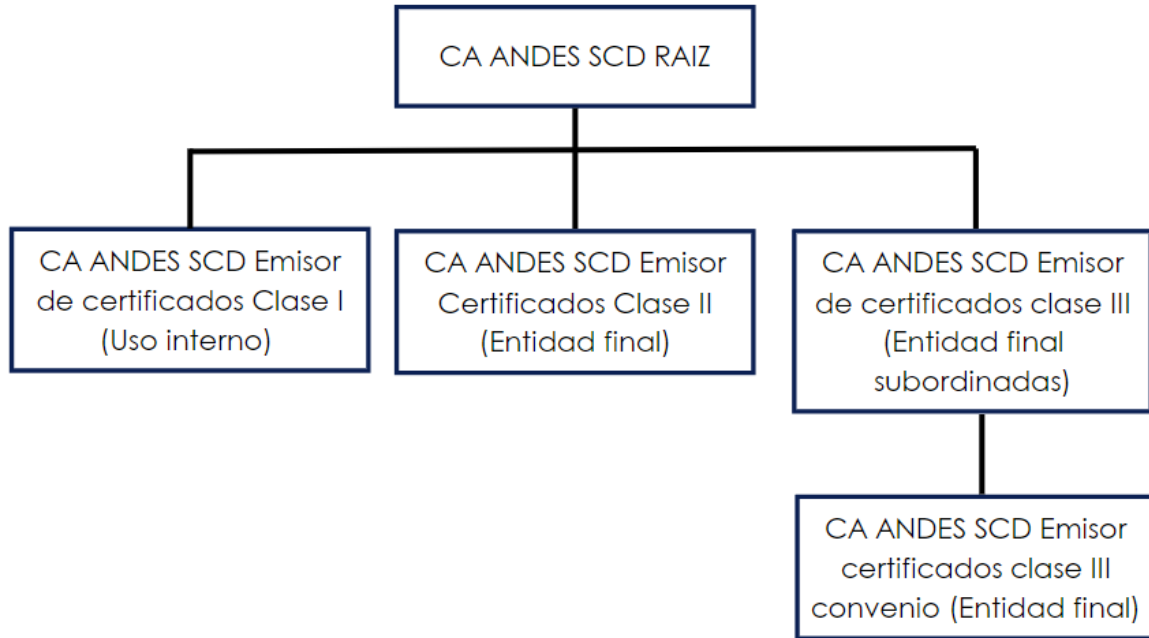 CA ANDES SCD RAIZ
CA ANDES SCD Emisor
de certificados Clase I
(Uso interno)
CA ANDES SCD Emisor
Certificados Clase II
(Entidad final)
CA ANDES SCD Emisor
de certificados clase III
(Entidad final
subordinadas)
CA ANDES SCD Emisor
certificados clase III
convenio (Entidad final)